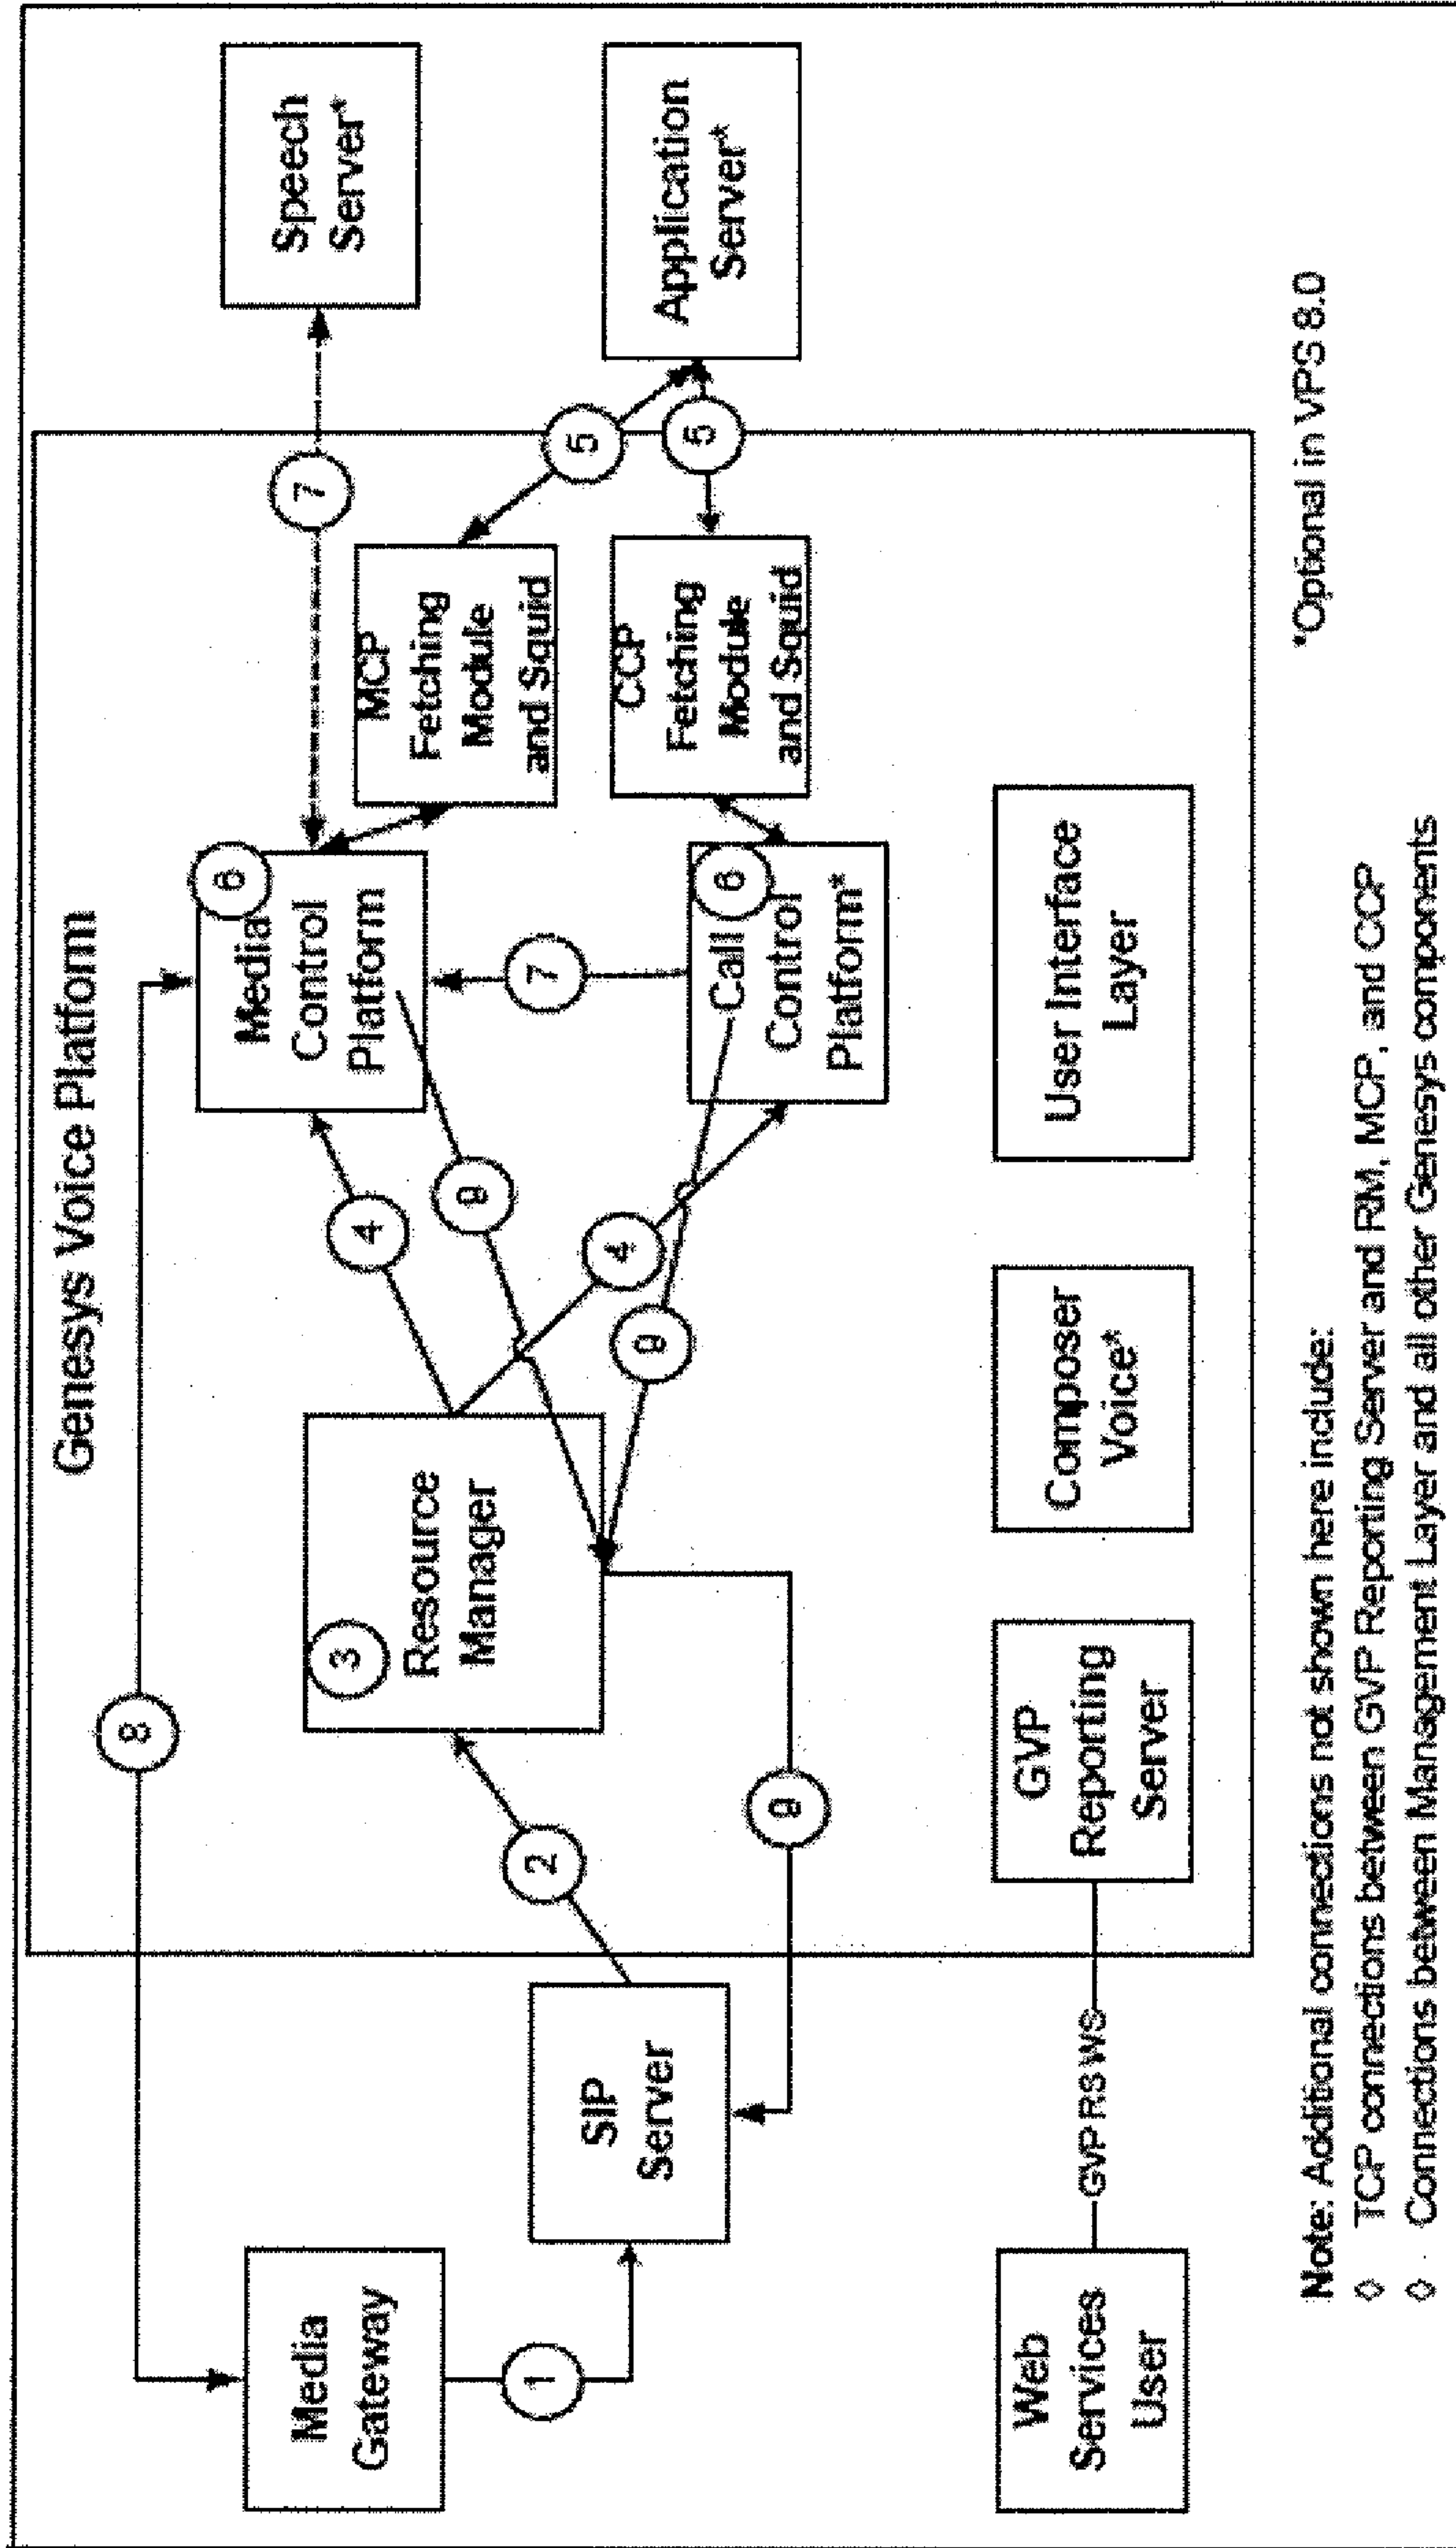 Genesys Voice Platform
8
Media
Gateway
1
SIP
Server
2
3
Resource
Manager
4
9
4
9
9
6
Media
Control
Platform
7
6
Call
Control
Platform*
7
MCP
Fetching
Module
and Squid
CCP
Fetching
Module
and Squid
5
5
Speech
Server*
Application
Server*
Web
Services
User
GVP RS WS
GVP
Reporting
Server
Composer
Voice*
User Interface
Layer
*Optional in VPS 8.0
Note: Additional connections not shown here include:
◊ TCP connections between GVP Reporting Server and RM, MCP, and CCP
◊ Connections between Management Layer and all other Genesys components